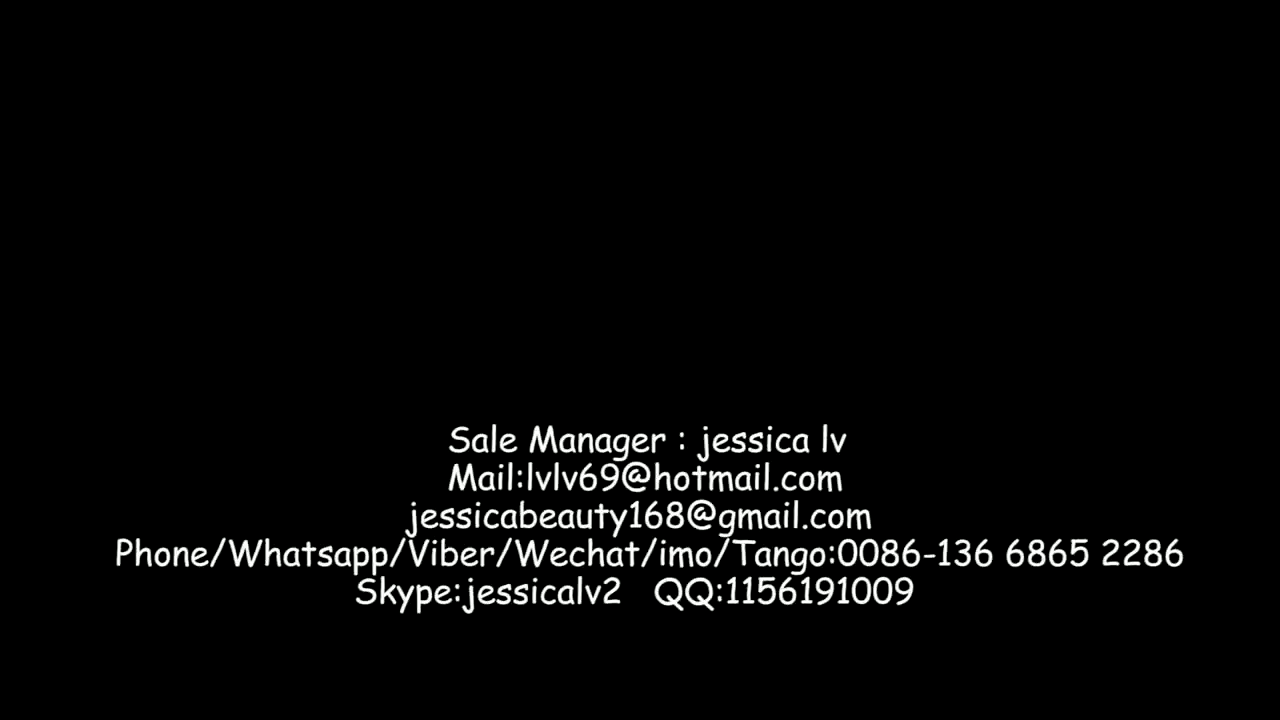 Sale Manager : jessica lv
Mail:lvlv69@hotmail.com
jessicabeauty168@gmail.com
Phone/Whatsapp/Viber/Wechat/imo/Tango:0086-136 6865 2286
Skype:jessicalv2   QQ:1156191009